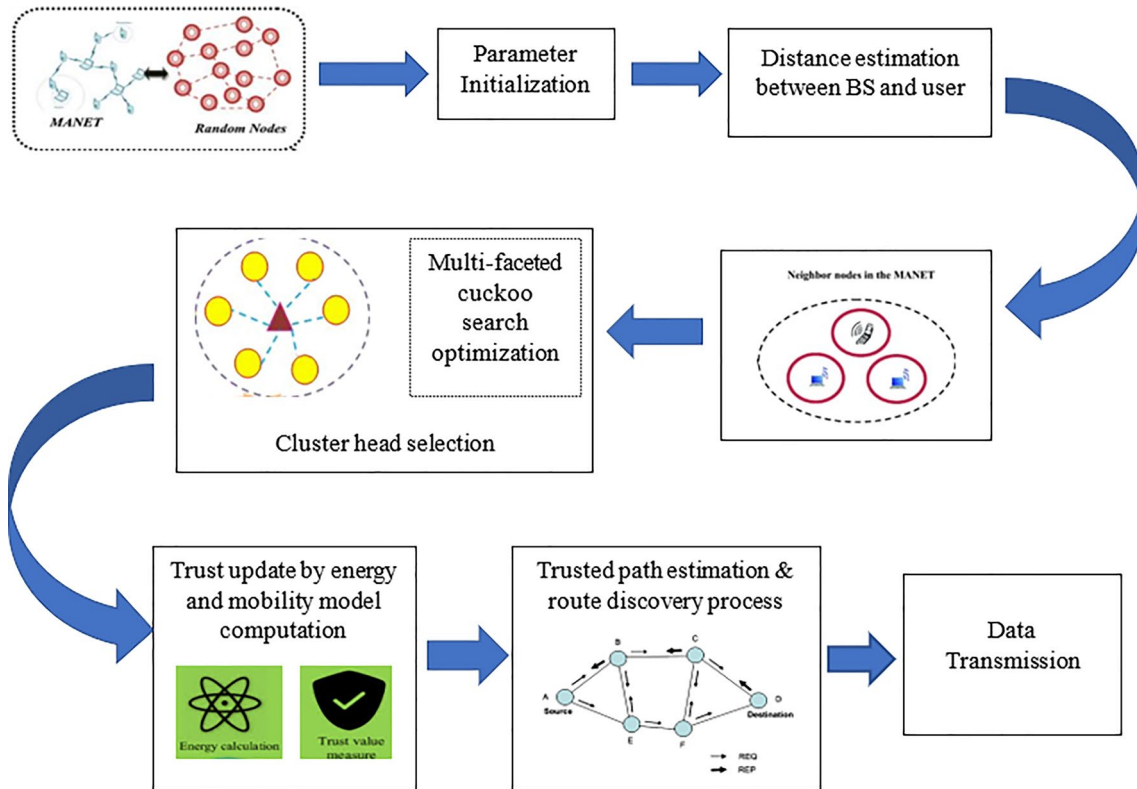 MANET
Random Nodes
Parameter
Initialization
Distance estimation
between BS and user
Neighbor nodes in the MANET
Multi-faceted
cuckoo
search
optimization
Cluster head selection
Trust update by energy
and mobility model
computation
Energy calculation
Trust value
measure
Trusted path estimation &
route discovery process
B
C
A
Source
D
Destination
E
F
REQ
REP
Data
Transmission